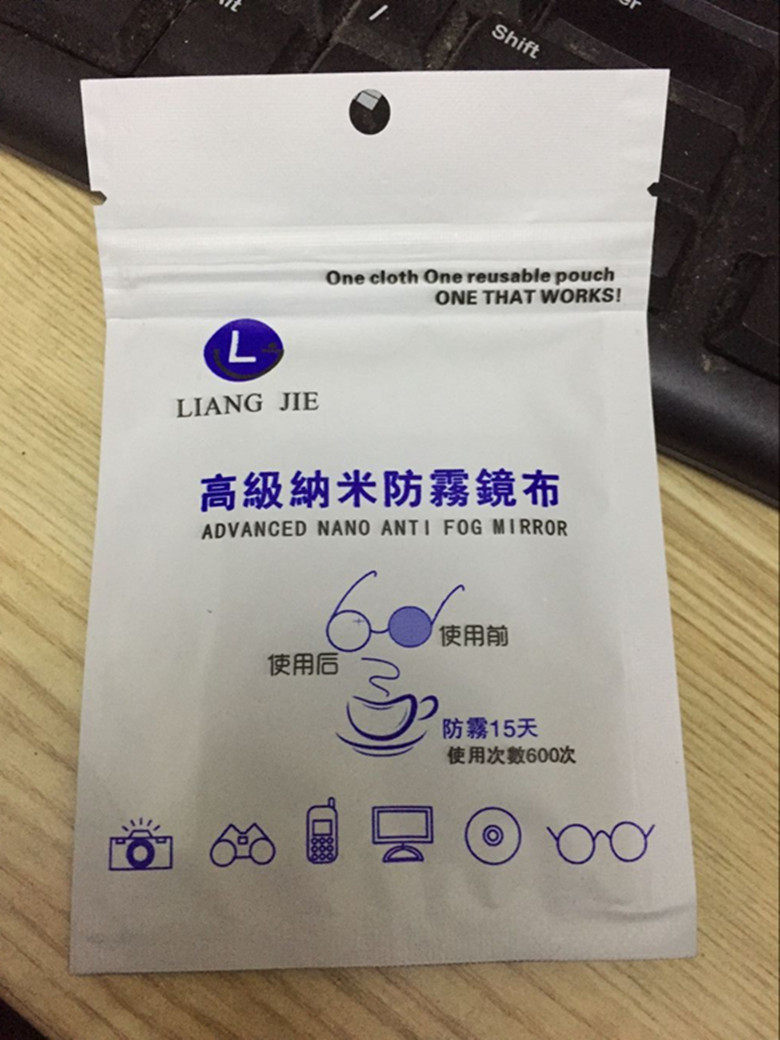 Shift
One cloth One reusable pouch
ONE THAT WORKS!
L
LIANG JIE
高級納米防霧鏡布
ADVANCED NANO ANTI FOG MIRROR
使用前
使用后
防霧15天
使用次數600次